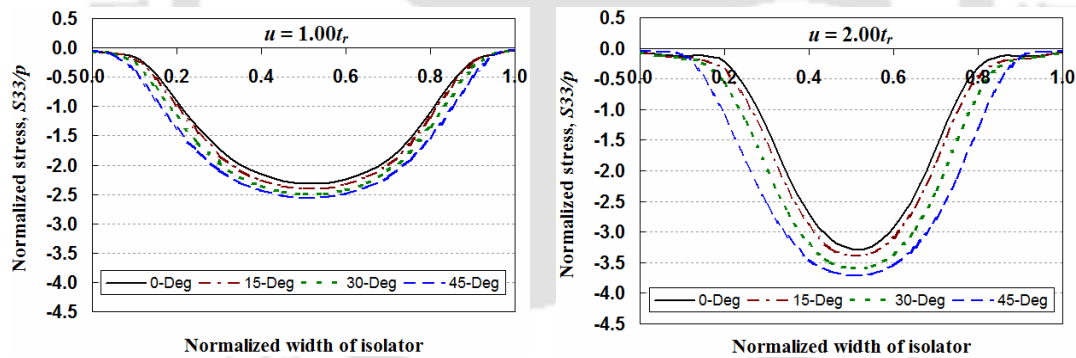 u = 1.00tr
0.5
0.0
-0.5
-1.0
-1.5
-2.0
-2.5
-3.0
-3.5
-4.0
-4.5
0.0 0.2 0.4 0.6 0.8 1.0
Normalized stress, S33/p
0-Deg 15-Deg 30-Deg 45-Deg
Normalized width of isolator
u = 2.00tr
0.5
0.0
-0.5
-1.0
-1.5
-2.0
-2.5
-3.0
-3.5
-4.0
-4.5
0.0 0.2 0.4 0.6 0.8 1.0
Normalized stress, S33/p
0-Deg 15-Deg 30-Deg 45-Deg
Normalized width of isolator